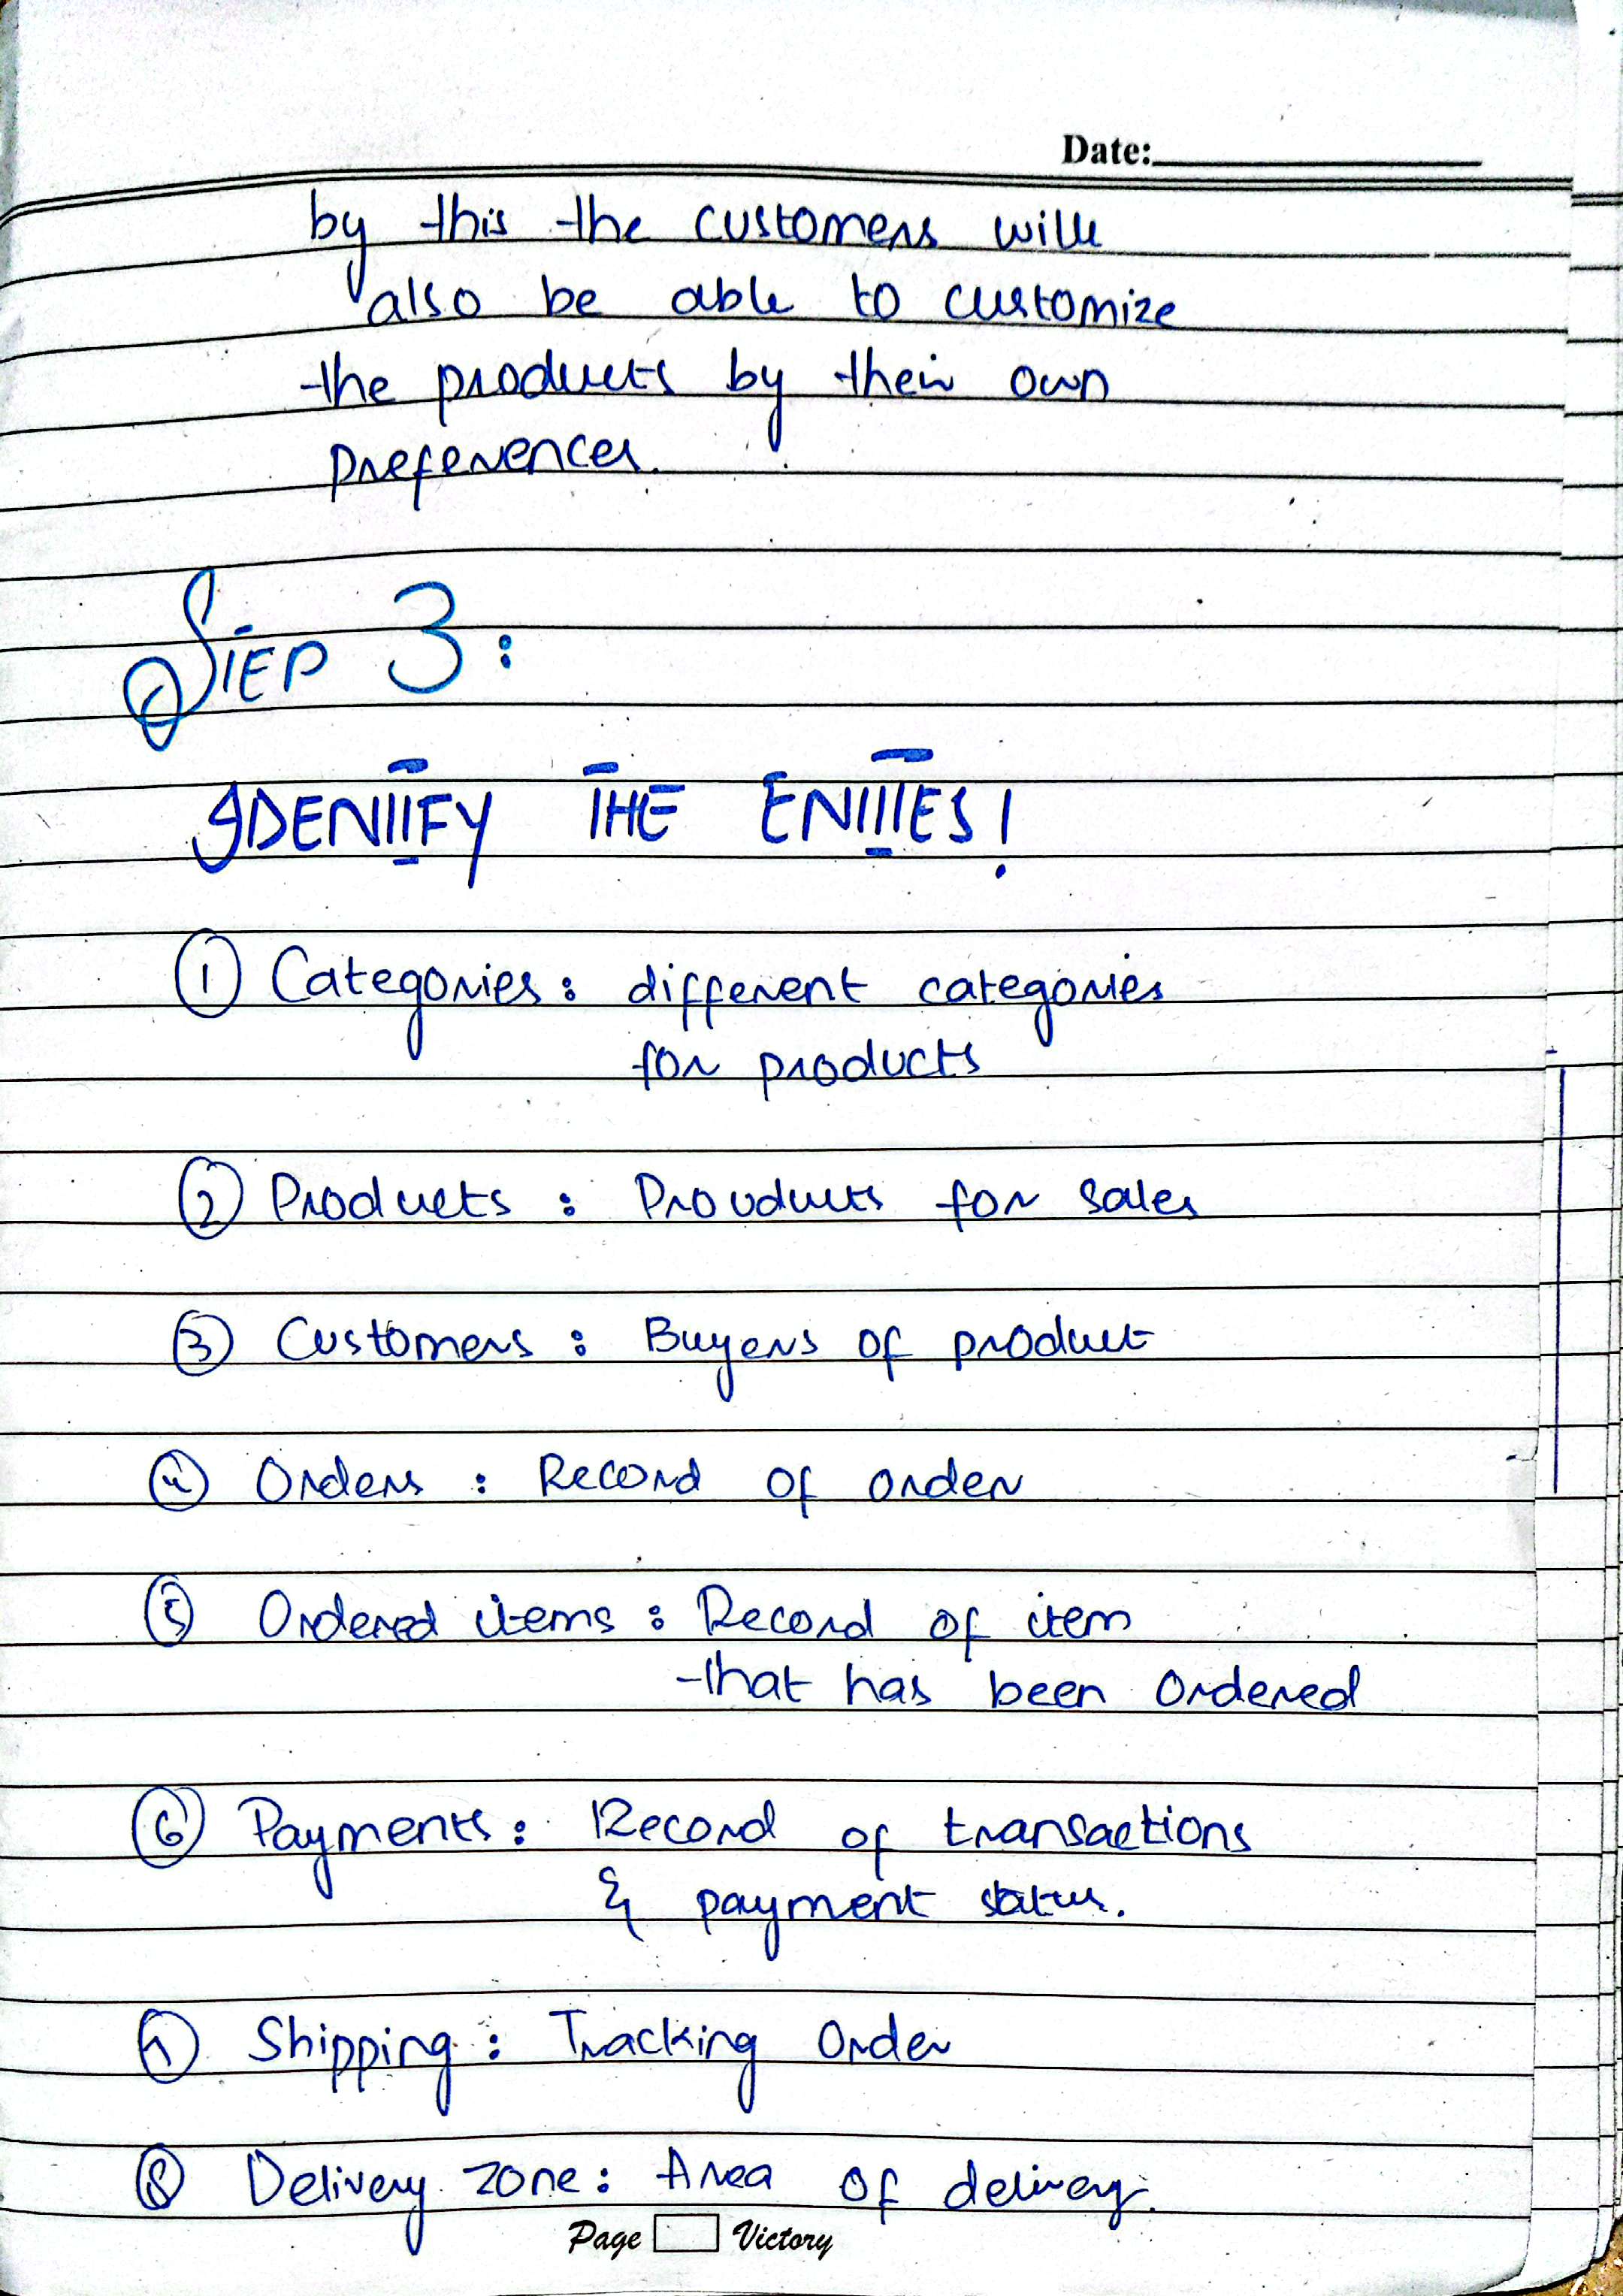 Date:
by this the customers will
also be able to customize
the products by their own
preferences.
STEP 3:
IDENTIFY THE ENTITIES!
① Categories: different categories
for products
② Products: Prouducts for sales
③ Customers: Buyers of product
④ Orders: Record of order
⑤ Ordered items: Record of item
that has been Ordered
⑥ Payments: Record of transactions
& payment status.
⑦ Shipping: Tracking Order
⑧ Delivery zone: Area of delivery.
Page Victory